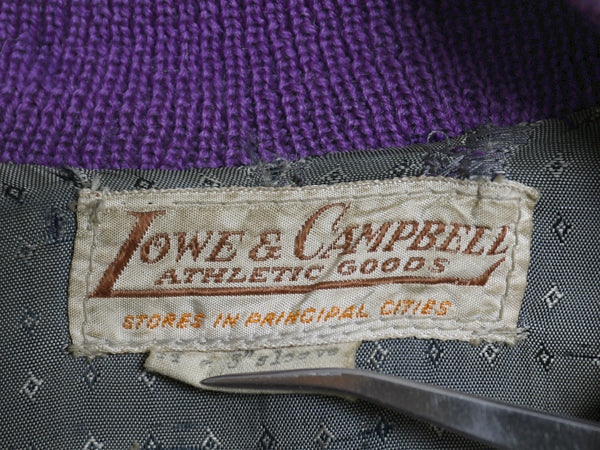 LOWE & CAMPBELL
ATHLETIC GOODS
STORES IN PRINCIPAL CITIES